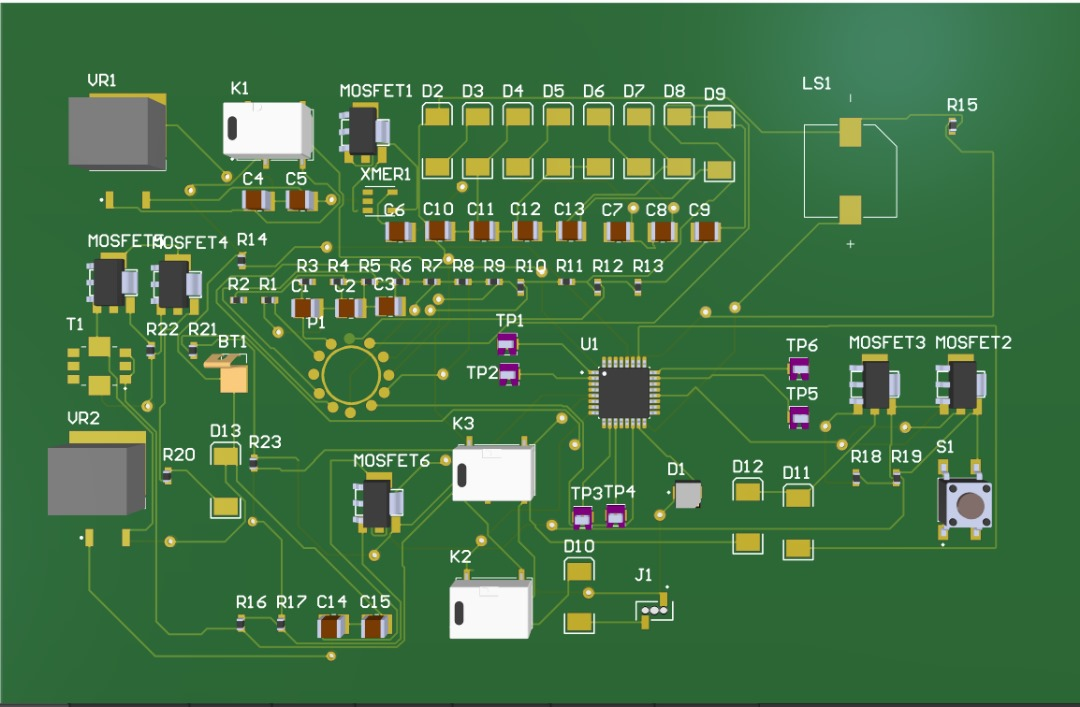 VR1
K1
MOSFET1
D2 D3 D4 D5 D6 D7 D8 D9
LS1
R15
C4 C5
XMER1
C6 C10 C11 C12 C13 C7 C8 C9
MOSFET5 MOSFET4 R14
+
R3 R4 R5 R6 R7 R8 R9 R10 R11 R12 R13
R2 R1 C1 C2 C3
P1
T1 R22 R21 BT1
TP1
TP2
U1
TP6
TP5
MOSFET3 MOSFET2
VR2
D13
R23
R20
K3
MOSFET6
D1
D12 D11
R18 R19
S1
TP3 TP4
K2
D10
J1
R16 R17 C14 C15